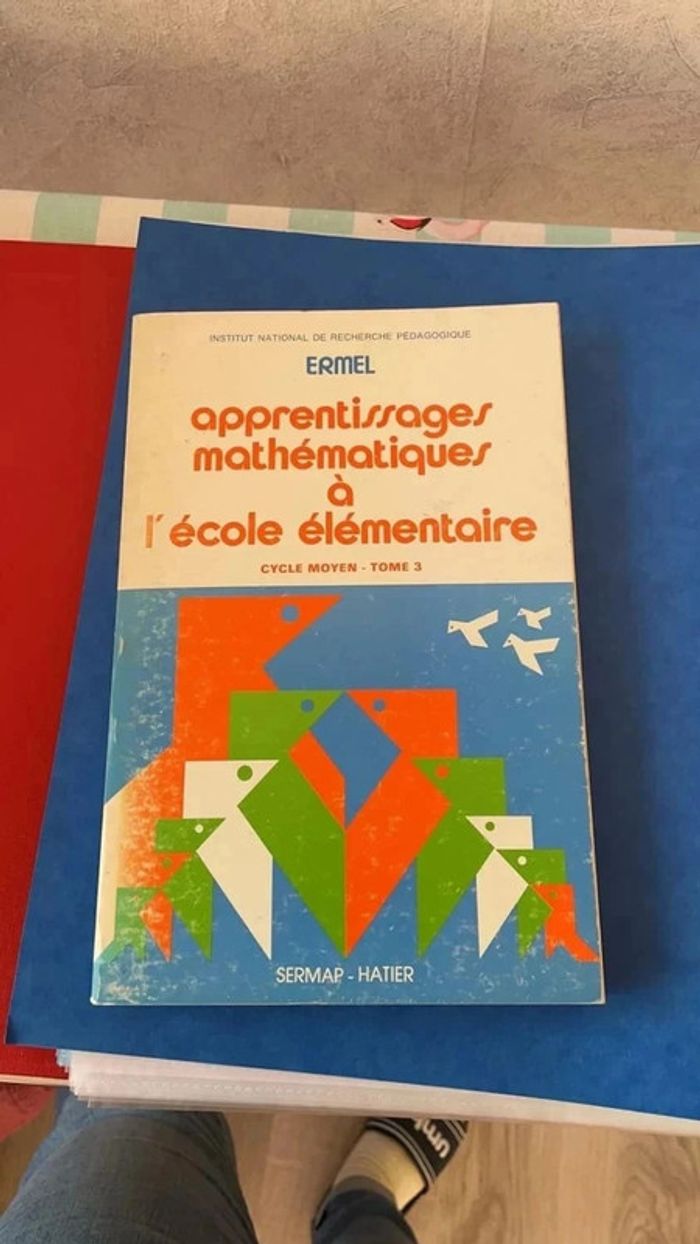 INSTITUT NATIONAL DE RECHERCHE PÉDAGOGIQUE
ERMEL
apprentissages
mathématiques
à
l'école élémentaire
CYCLE MOYEN - TOME 3
SERMAP - HATIER